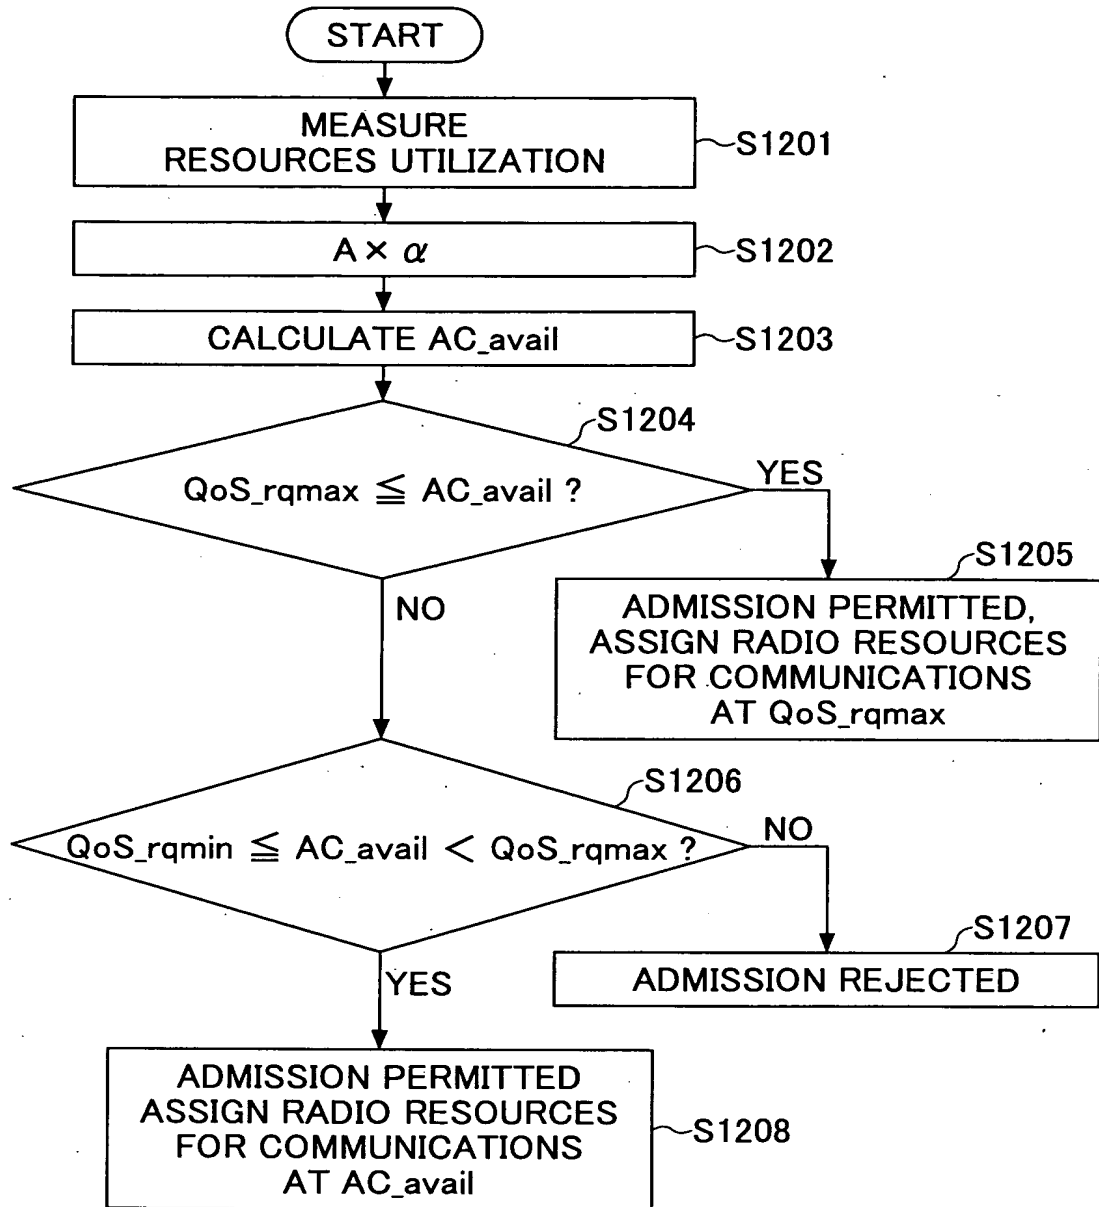 START
MEASURE
RESOURCES UTILIZATION
S1201
A × α
S1202
CALCULATE AC_avail
S1203
S1204
QoS_rqmax ≦ AC_avail ?
YES
S1205
ADMISSION PERMITTED,
ASSIGN RADIO RESOURCES
FOR COMMUNICATIONS
AT QoS_rqmax
NO
S1206
QoS_rqmin ≦ AC_avail < QoS_rqmax ?
NO
S1207
ADMISSION REJECTED
YES
ADMISSION PERMITTED
ASSIGN RADIO RESOURCES
FOR COMMUNICATIONS
AT AC_avail
S1208